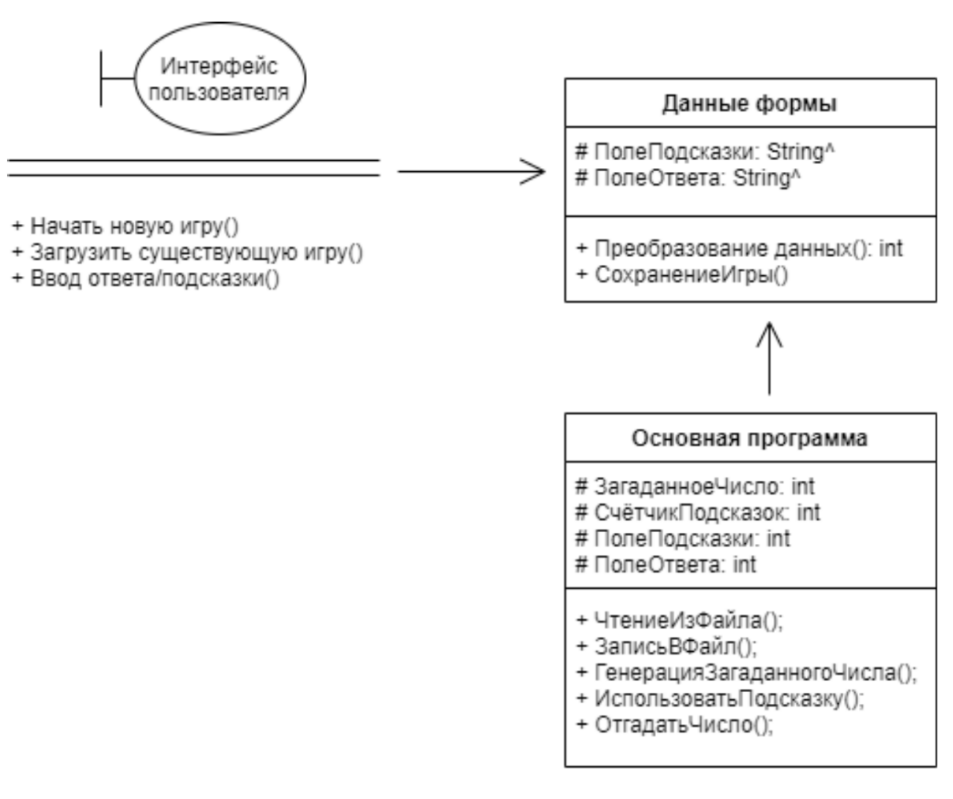 Интерфейс
пользователя
+ Начать новую игру()
+ Загрузить существующую игру()
+ Ввод ответа/подсказки()
Данные формы
# ПолеПодсказки: String^
# ПолеОтвета: String^
+ Преобразование данных(): int
+ СохранениеИгры()
Основная программа
# ЗагаданноеЧисло: int
# СчётчикПодсказок: int
# ПолеПодсказки: int
# ПолеОтвета: int
+ ЧтениеИзФайла();
+ ЗаписьВФайл();
+ ГенерацияЗагаданногоЧисла();
+ ИспользоватьПодсказку();
+ ОтгадатьЧисло();